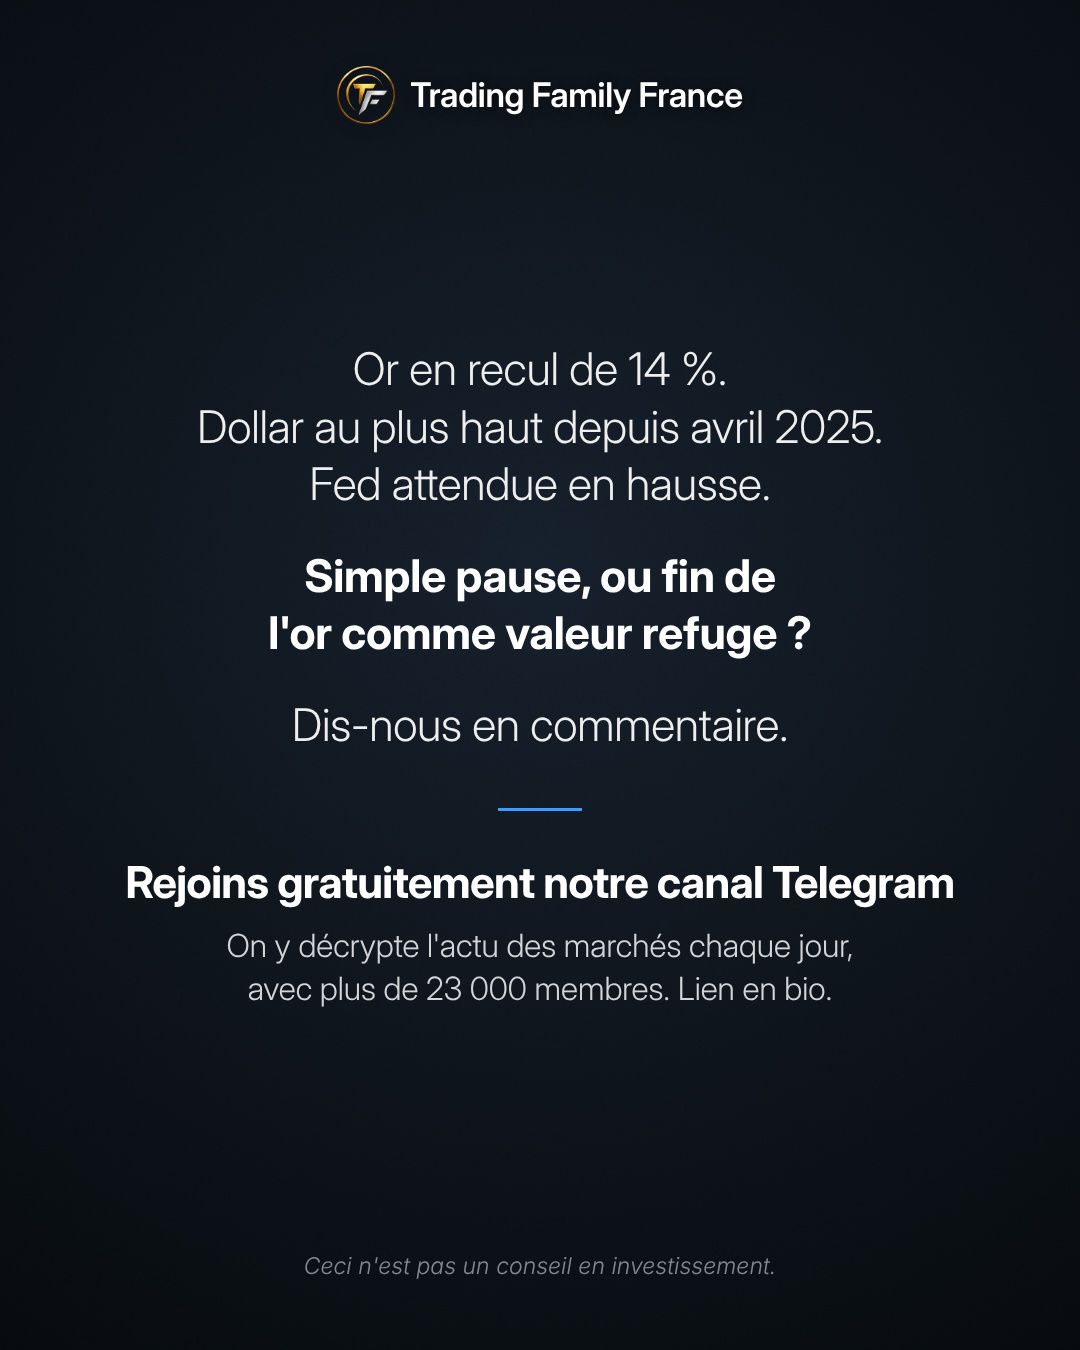 TF Trading Family France
Or en recul de 14 %.
Dollar au plus haut depuis avril 2025.
Fed attendue en hausse.
Simple pause, ou fin de
l'or comme valeur refuge ?
Dis-nous en commentaire.
Rejoins gratuitement notre canal Telegram
On y décrypte l'actu des marchés chaque jour,
avec plus de 23 000 membres. Lien en bio.
Ceci n'est pas un conseil en investissement.